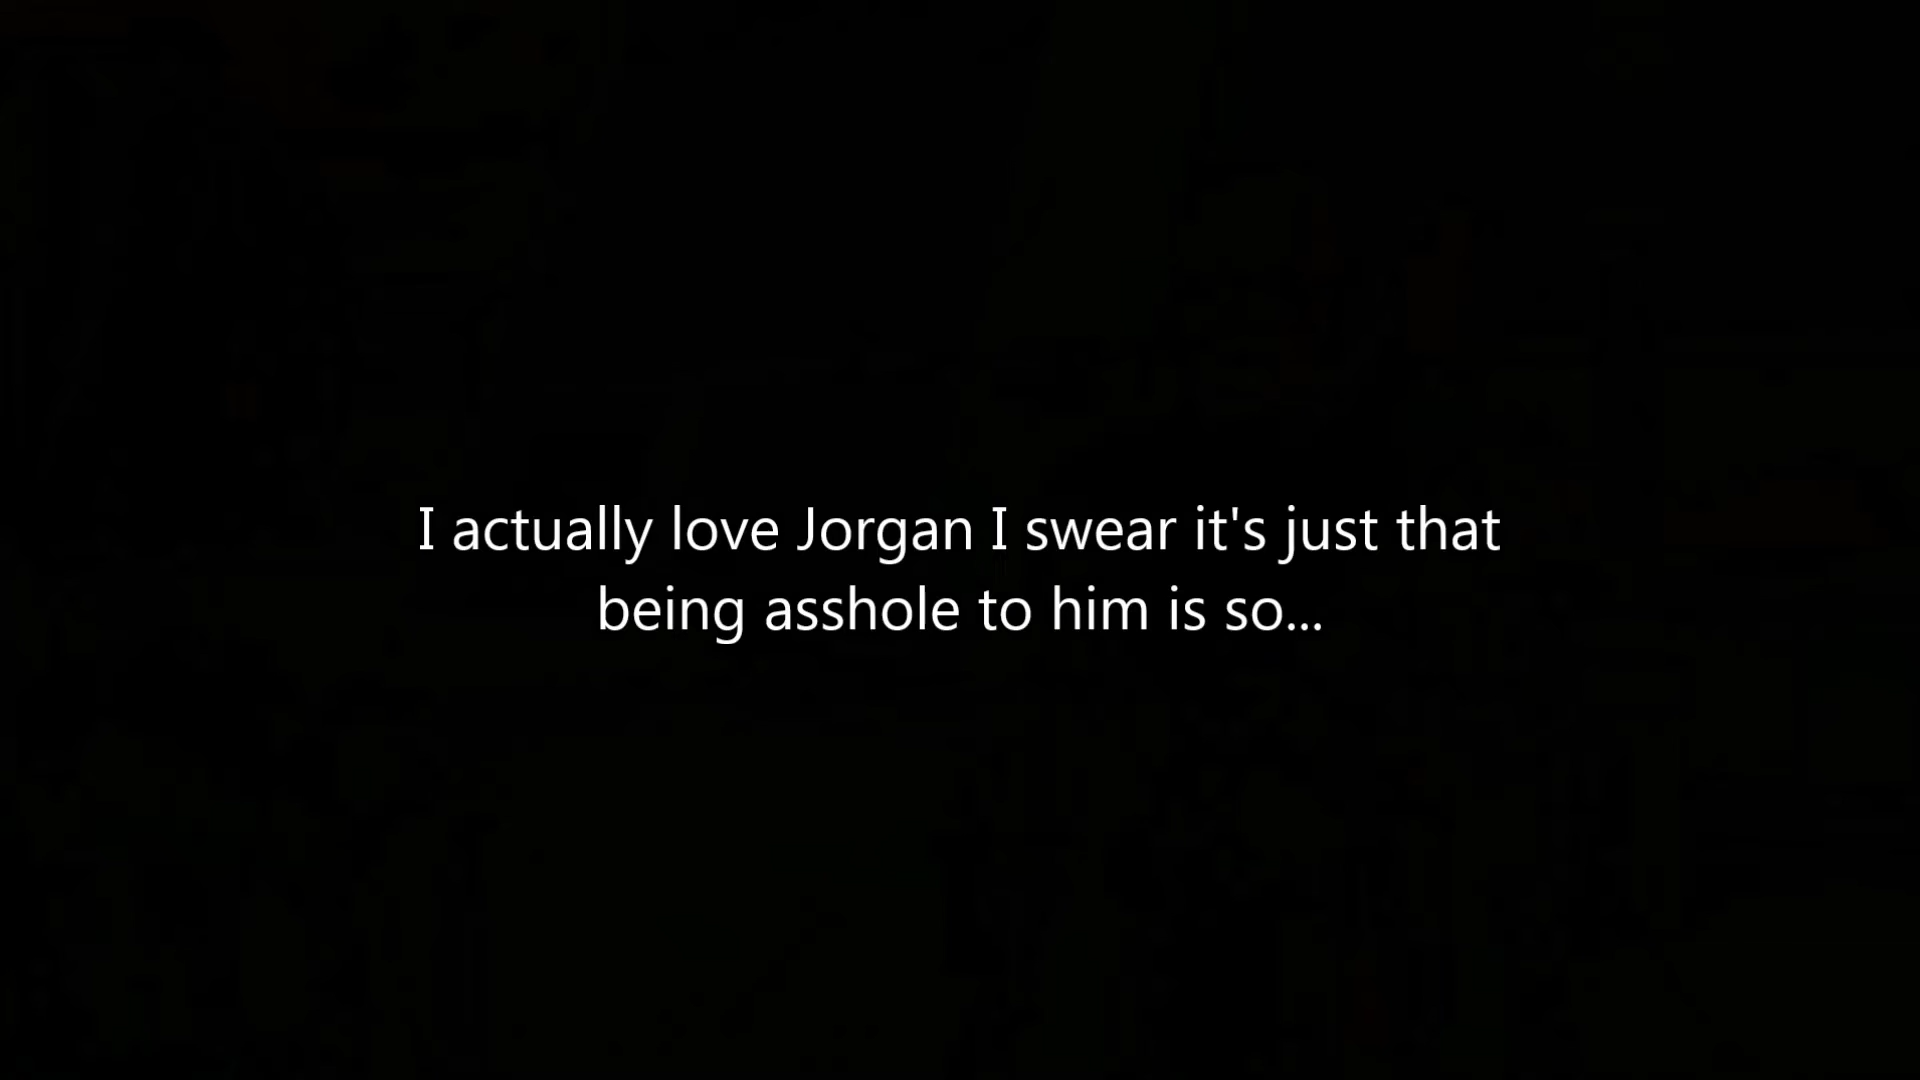 I actually love Jorgan I swear it's just that
being asshole to him is so...